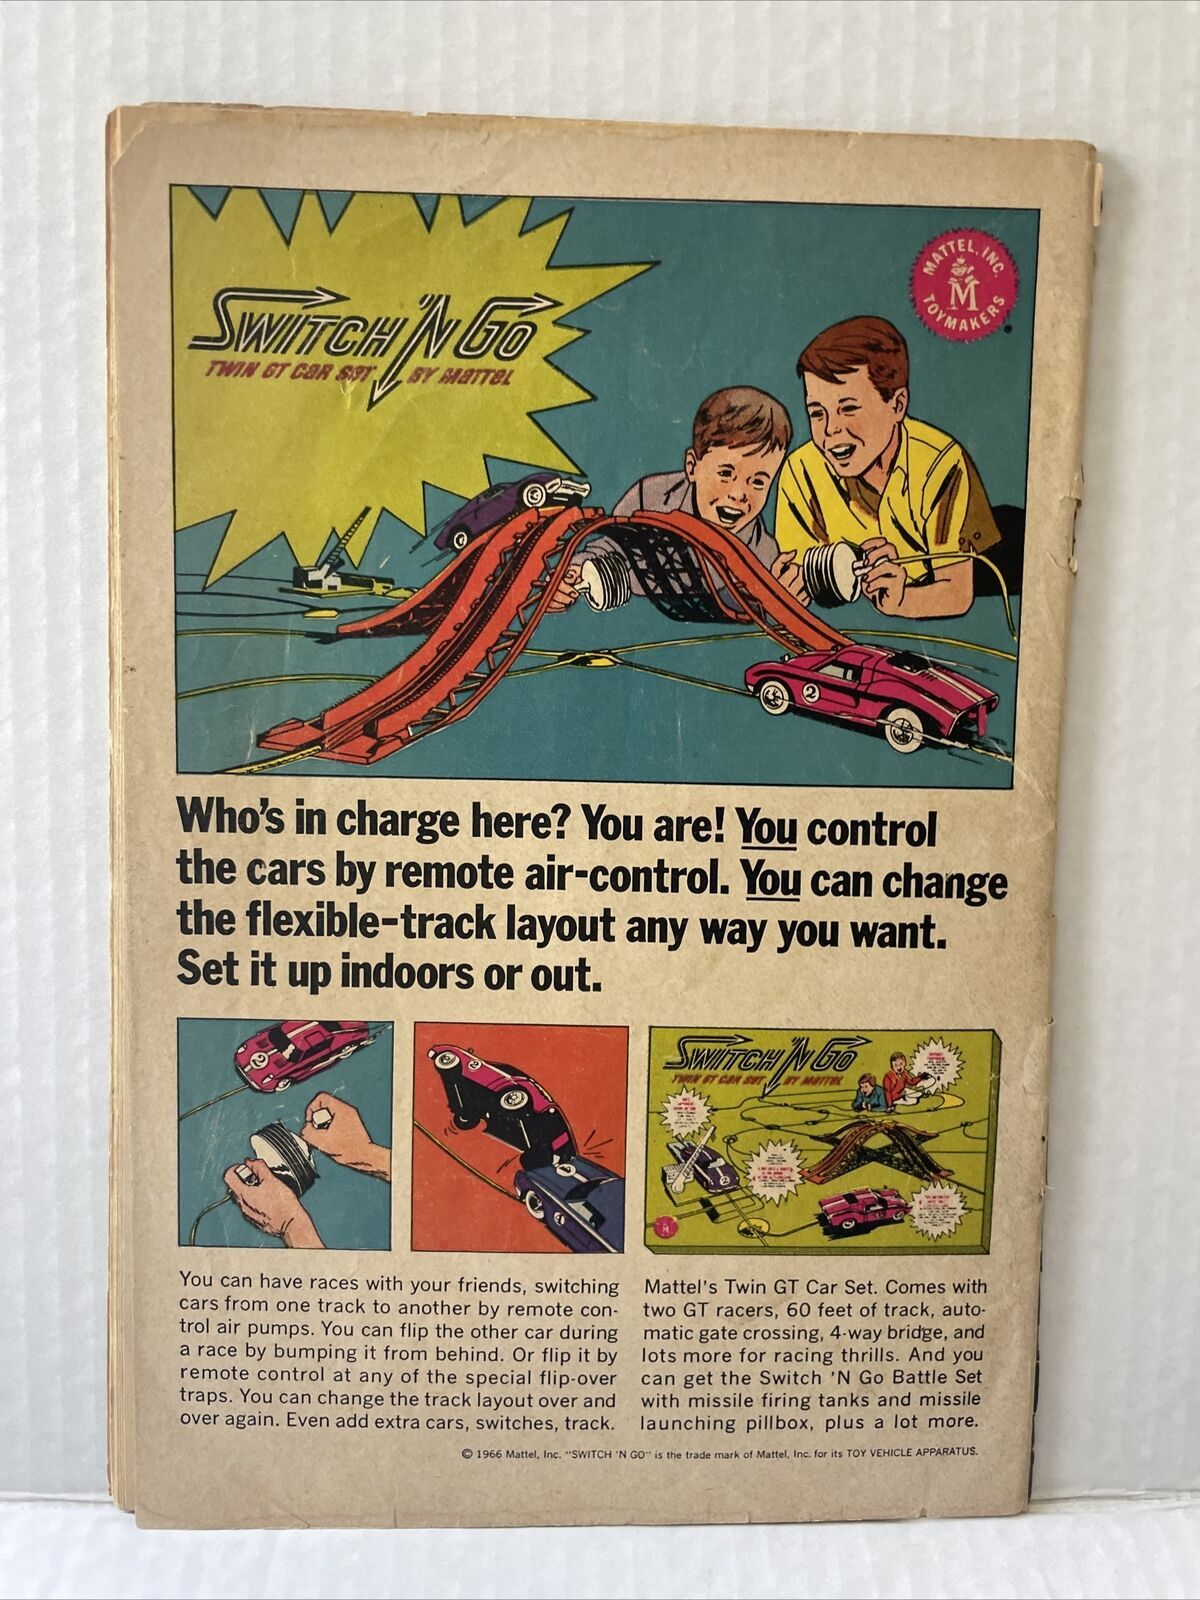 SWITCH 'N GO
TWIN GT CAR SET BY MATTEL
MATTEL, INC.
M
TOYMAKERS
2
Who's in charge here? You are! You control
the cars by remote air-control. You can change
the flexible-track layout any way you want.
Set it up indoors or out.
2
2
4
SWITCH 'N GO
TWIN GT CAR SET BY MATTEL
2
M
You can have races with your friends, switching
cars from one track to another by remote con-
trol air pumps. You can flip the other car during
a race by bumping it from behind. Or flip it by
remote control at any of the special flip-over
traps. You can change the track layout over and
over again. Even add extra cars, switches, track.
Mattel's Twin GT Car Set. Comes with
two GT racers, 60 feet of track, auto-
matic gate crossing, 4-way bridge, and
lots more for racing thrills. And you
can get the Switch 'N Go Battle Set
with missile firing tanks and missile
launching pillbox, plus a lot more.
© 1966 Mattel, Inc. "SWITCH 'N GO" is the trade mark of Mattel, Inc. for its TOY VEHICLE APPARATUS.